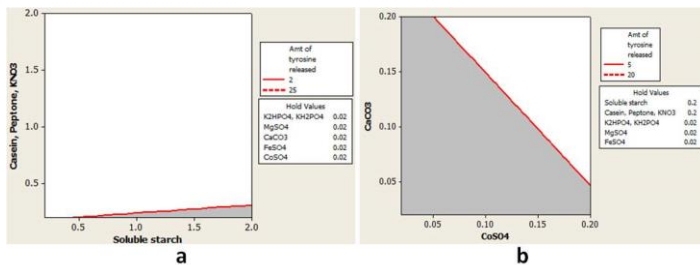 2.0
1.5
1.0
0.5
Casein, Peptone, KNO3
0.5
1.0
1.5
2.0
Soluble starch
Amt of
tyrosine
released
2
25
Hold Values
K2HPO4, KH2PO4 0.02
MgSO4 0.02
CaCO3 0.02
FeSO4 0.02
CoSO4 0.02
a
0.20
0.15
0.10
0.05
CaCO3
0.05
0.10
0.15
0.20
CoSO4
Amt of
tyrosine
released
5
20
Hold Values
Soluble starch 0.2
Casein, Peptone, KNO3 0.2
K2HPO4, KH2PO4 0.02
MgSO4 0.02
FeSO4 0.02
b